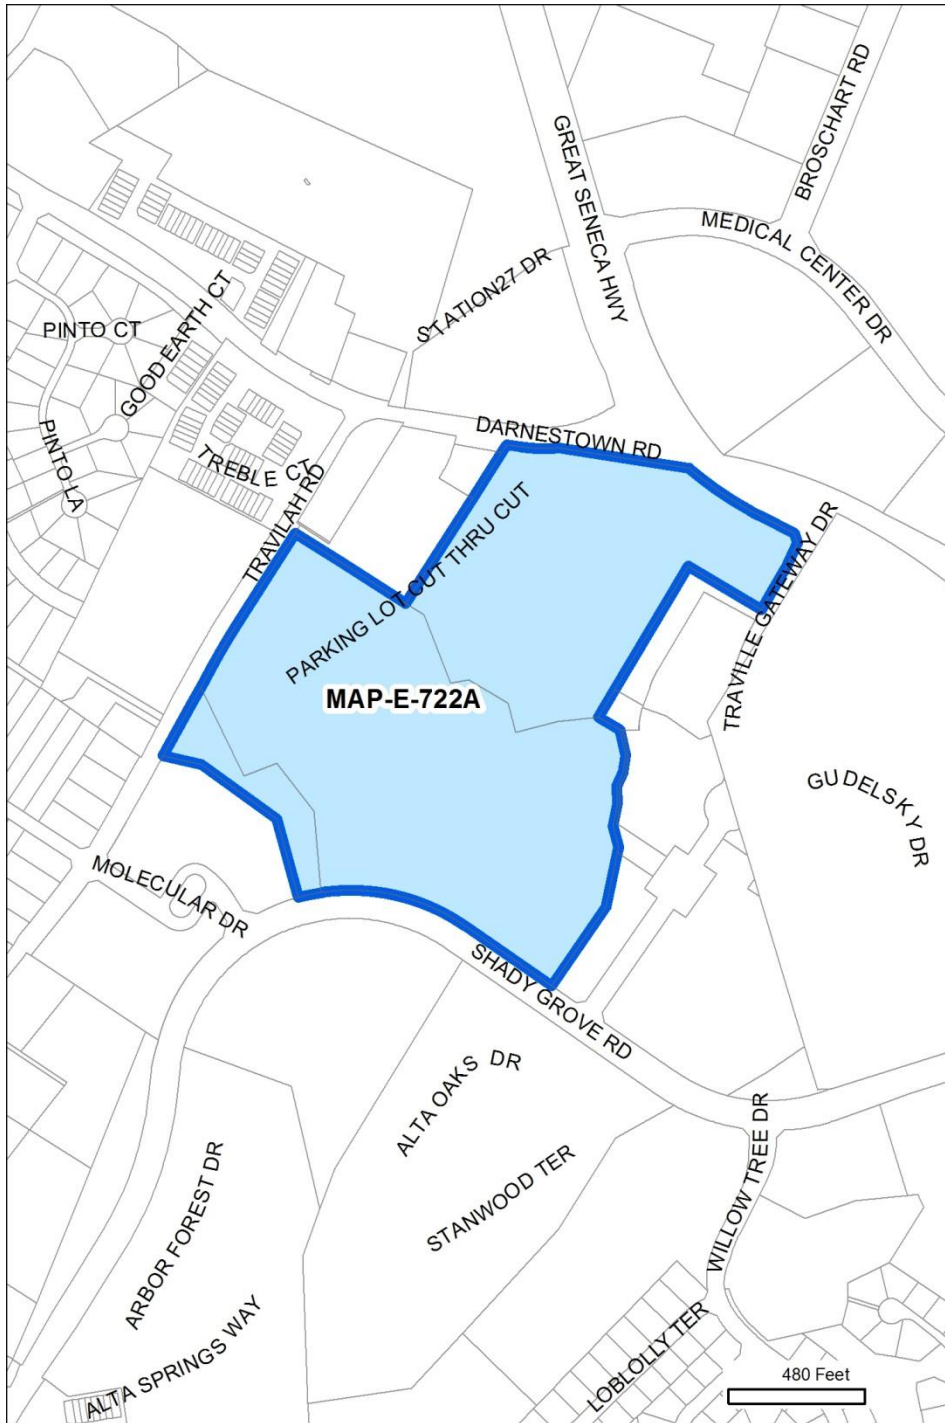 BROSCHART RD
GREAT SENECA HWY
MEDICAL CENTER DR
STATION27 DR
GOOD EARTH CT
PINTO CT
DARNESTOWN RD
PINTO LA
TREBLE CT
TRAVILAH RD
PARKING LOT CUT THRU CUT
TRAVILLE GATEWAY DR
MAP-E-722A
GUDELSKY DR
MOLECULAR DR
SHADY GROVE RD
ALTA OAKS DR
STANWOOD TER
WILLOW TREE DR
ARBOR FOREST DR
ALTA SPRINGS WAY
LOBLOLLY TER
480 Feet